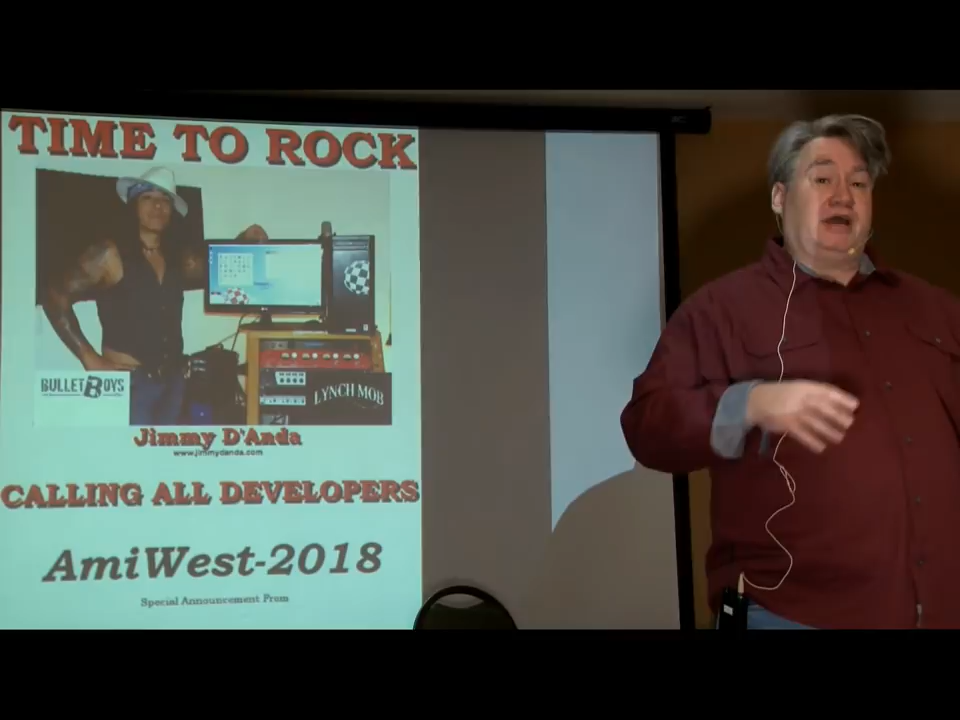 TIME TO ROCK
BULLETBOYS
LYNCH MOB
Jimmy D'Anda
www.jimmydanda.com
CALLING ALL DEVELOPERS
AmiWest-2018
Special Announcement From